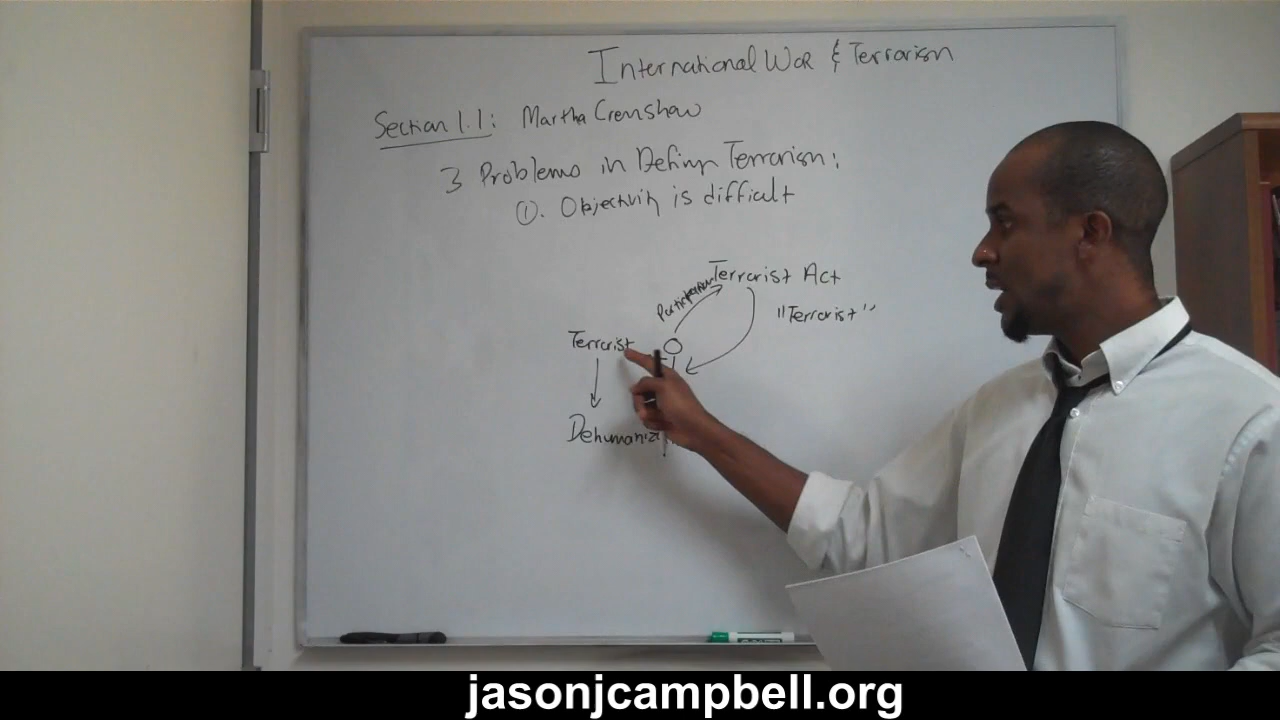 International War & Terrorism
Section 1.1: Martha Crenshaw
3 Problems in Defining Terrorism:
①. Objectivity is difficult
Terrorist Act
"Terrorist"
Terrorist
jasonjcampbell.org